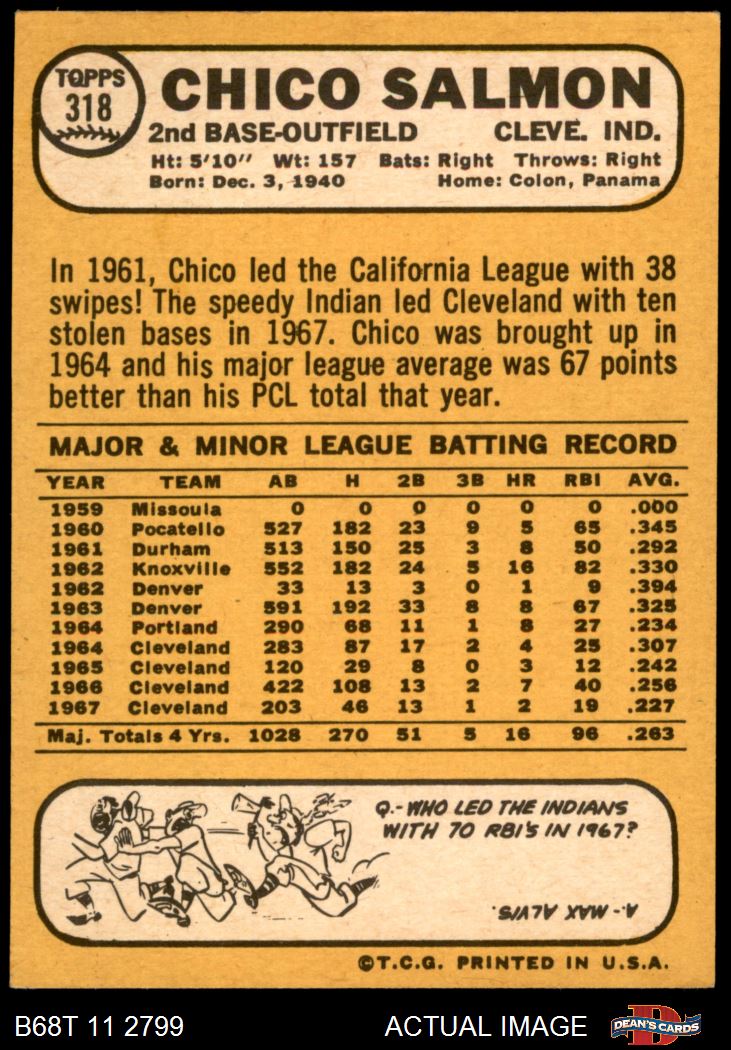 TOPPS
318
CHICO SALMON
2nd BASE-OUTFIELD CLEVE. IND.
Ht: 5'10" Wt: 157 Bats: Right Throws: Right
Born: Dec. 3, 1940 Home: Colon, Panama
In 1961, Chico led the California League with 38
swipes! The speedy Indian led Cleveland with ten
stolen bases in 1967. Chico was brought up in
1964 and his major league average was 67 points
better than his PCL total that year.
MAJOR & MINOR LEAGUE BATTING RECORD
YEAR TEAM AB H 2B 3B HR RBI AVG.
1959 Missoula 0 0 0 0 0 0 .000
1960 Pocatello 527 182 23 9 5 65 .345
1961 Durham 513 150 25 3 8 50 .292
1962 Knoxville 552 182 24 5 16 82 .330
1962 Denver 33 13 3 0 1 9 .394
1963 Denver 591 192 33 8 8 67 .325
1964 Portland 290 68 11 1 8 27 .234
1964 Cleveland 283 87 17 2 4 25 .307
1965 Cleveland 120 29 8 0 3 12 .242
1966 Cleveland 422 108 13 2 7 40 .256
1967 Cleveland 203 46 13 1 2 19 .227
Maj. Totals 4 Yrs. 1028 270 51 5 16 96 .263
Q.- WHO LED THE INDIANS
WITH 70 RBI'S IN 1967?
A.- MAX ALVIS.
©T.C.G. PRINTED IN U.S.A.
B68T 11 2799 ACTUAL IMAGE
D
DEAN'S CARDS